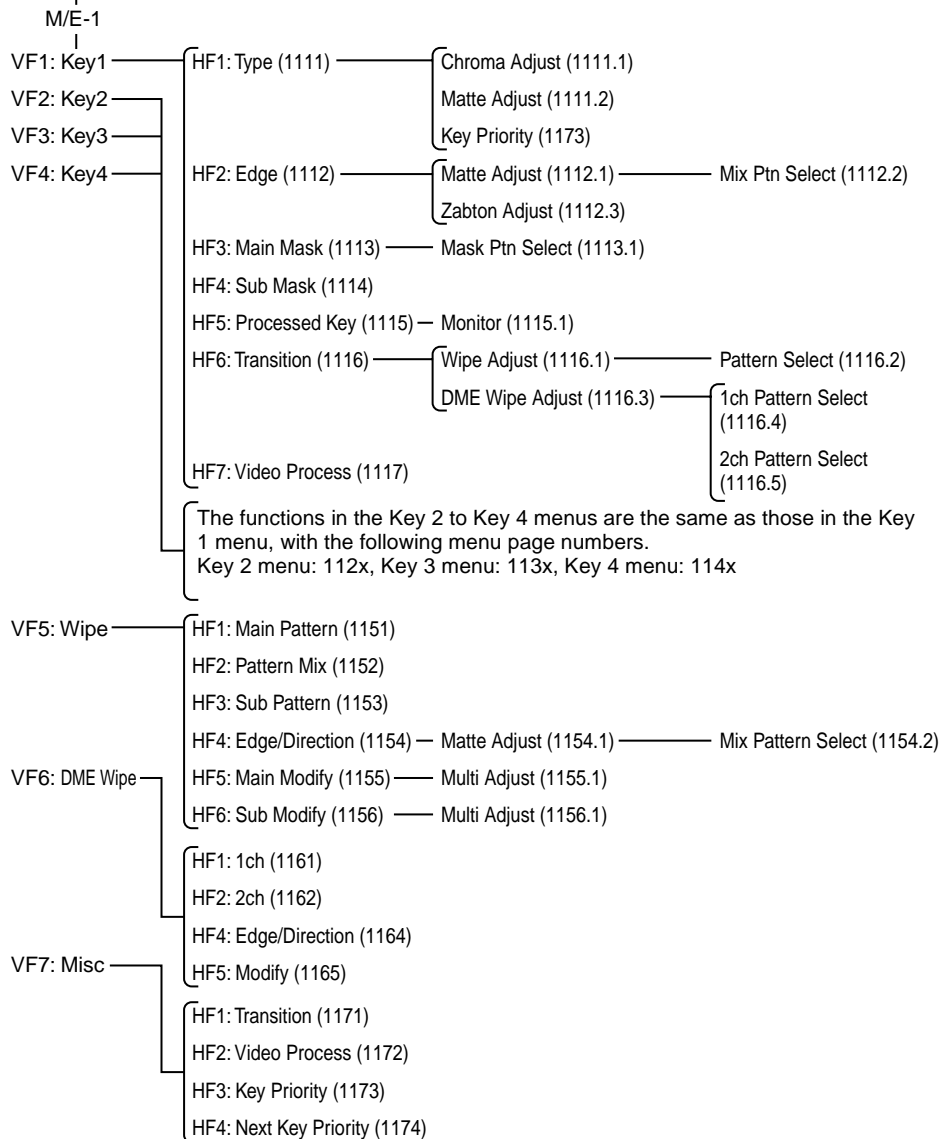 M/E-1
VF1: Key1
HF1: Type (1111)
Chroma Adjust (1111.1)
VF2: Key2
Matte Adjust (1111.2)
VF3: Key3
Key Priority (1173)
VF4: Key4
HF2: Edge (1112)
Matte Adjust (1112.1)
Mix Ptn Select (1112.2)
Zabton Adjust (1112.3)
HF3: Main Mask (1113)
Mask Ptn Select (1113.1)
HF4: Sub Mask (1114)
HF5: Processed Key (1115)
Monitor (1115.1)
HF6: Transition (1116)
Wipe Adjust (1116.1)
Pattern Select (1116.2)
DME Wipe Adjust (1116.3)
1ch Pattern Select
(1116.4)
2ch Pattern Select
(1116.5)
HF7: Video Process (1117)
The functions in the Key 2 to Key 4 menus are the same as those in the Key
1 menu, with the following menu page numbers.
Key 2 menu: 112x, Key 3 menu: 113x, Key 4 menu: 114x
VF5: Wipe
HF1: Main Pattern (1151)
HF2: Pattern Mix (1152)
HF3: Sub Pattern (1153)
HF4: Edge/Direction (1154)
Matte Adjust (1154.1)
Mix Pattern Select (1154.2)
VF6: DME Wipe
HF5: Main Modify (1155)
Multi Adjust (1155.1)
HF6: Sub Modify (1156)
Multi Adjust (1156.1)
HF1: 1ch (1161)
HF2: 2ch (1162)
HF4: Edge/Direction (1164)
VF7: Misc
HF5: Modify (1165)
HF1: Transition (1171)
HF2: Video Process (1172)
HF3: Key Priority (1173)
HF4: Next Key Priority (1174)